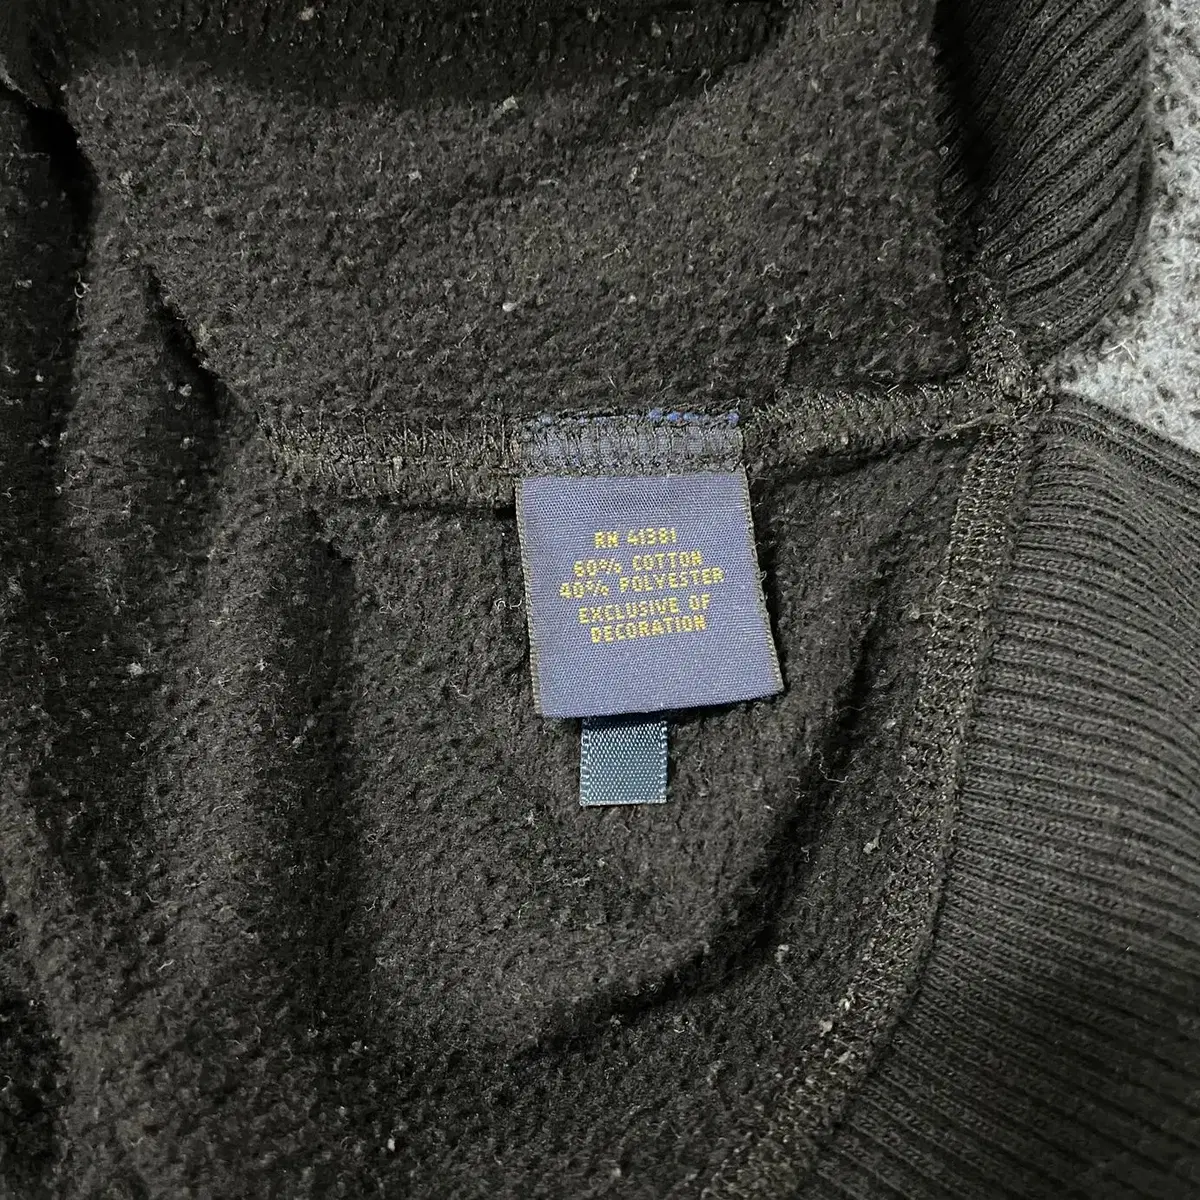 RN 41381
60% COTTON
40% POLYESTER
EXCLUSIVE OF
DECORATION